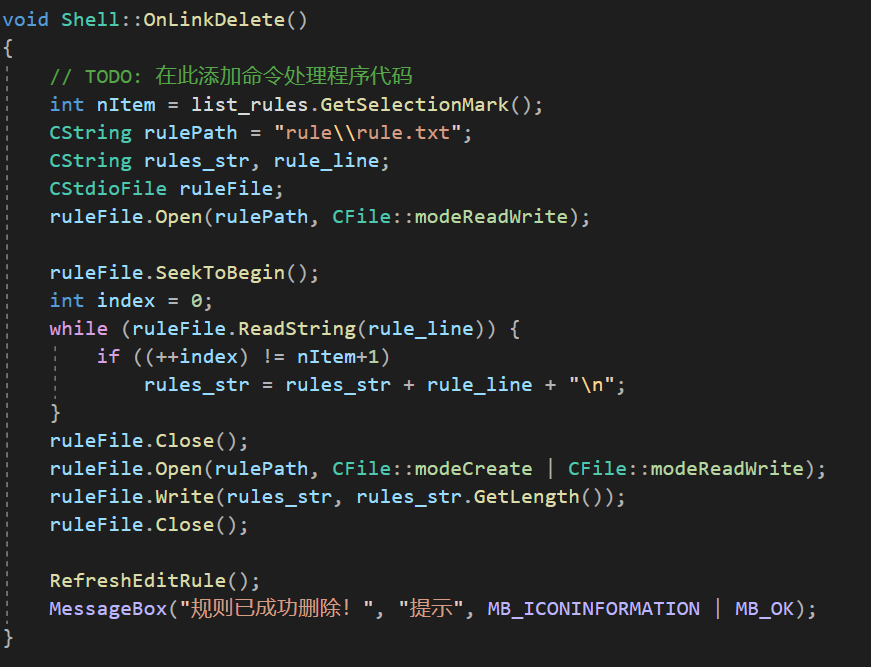 void Shell::OnLinkDelete()
{
    // TODO: 在此添加命令处理程序代码
    int nItem = list_rules.GetSelectionMark();
    CString rulePath = "rule\\rule.txt";
    CString rules_str, rule_line;
    CStdioFile ruleFile;
    ruleFile.Open(rulePath, CFile::modeReadWrite);

    ruleFile.SeekToBegin();
    int index = 0;
    while (ruleFile.ReadString(rule_line)) {
        if ((++index) != nItem+1)
            rules_str = rules_str + rule_line + "\n";
    }
    ruleFile.Close();
    ruleFile.Open(rulePath, CFile::modeCreate | CFile::modeReadWrite);
    ruleFile.Write(rules_str, rules_str.GetLength());
    ruleFile.Close();

    RefreshEditRule();
    MessageBox("规则已成功删除！", "提示", MB_ICONINFORMATION | MB_OK);
}